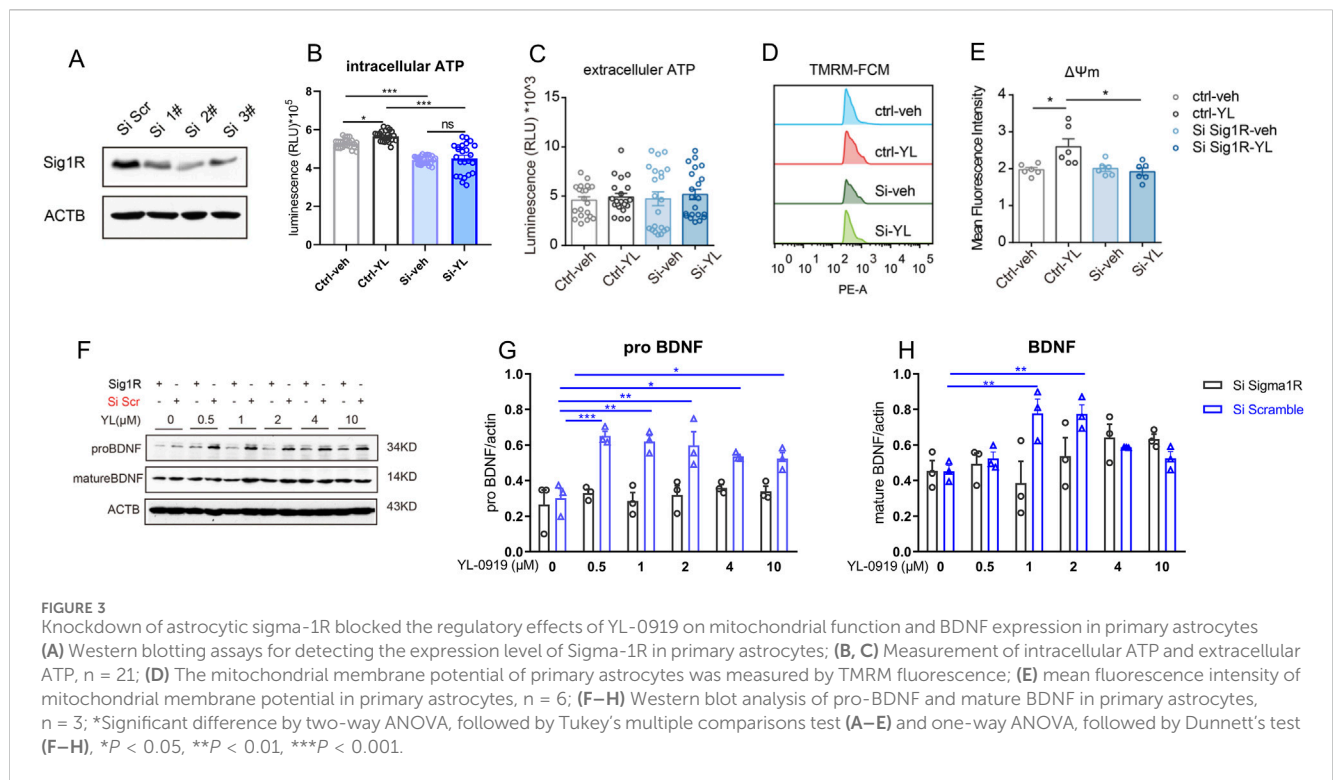 A
Si Scr
Si 1#
Si 2#
Si 3#
Sig1R
ACTB
B
intracellular ATP
luminescence (RLU)*10^5
8
6
4
2
0
***
***
*
ns
Ctrl-veh
Ctrl-YL
Si-veh
Si-YL
C
extraceluller ATP
Luminescence (RLU) *10^3
15
10
5
0
Ctrl-veh
Ctrl-YL
Si-veh
Si-YL
D
TMRM-FCM
ctrl-veh
ctrl-YL
Si-veh
Si-YL
10^0 10^0 10^1 10^2 10^3 10^4 10^5
PE-A
E
ΔΨm
Mean Fluorescence Intensity
4
3
2
1
0
* *
Ctrl-veh
Ctrl-YL
Si-veh
Si-YL
ctrl-veh
ctrl-YL
Si Sig1R-veh
Si Sig1R-YL
F
Sig1R + - + - + - + - + - + -
Si Scr - + - + - + - + - + - +
YL(μM) 0 0.5 1 2 4 10
proBDNF 34KD
matureBDNF 14KD
ACTB 43KD
G
pro BDNF
pro BDNF/actin
1.0
0.8
0.6
0.4
0.2
0.0
*
*
**
**
***
YL-0919 (μM) 0 0.5 1 2 4 10
H
BDNF
mature BDNF/actin
1.0
0.8
0.6
0.4
0.2
0.0
**
**
YL-0919 (μM) 0 0.5 1 2 4 10
Si Sigma1R
Si Scramble
FIGURE 3
Knockdown of astrocytic sigma-1R blocked the regulatory effects of YL-0919 on mitochondrial function and BDNF expression in primary astrocytes
(A) Western blotting assays for detecting the expression level of Sigma-1R in primary astrocytes; (B, C) Measurement of intracellular ATP and extracellular
ATP, n = 21; (D) The mitochondrial membrane potential of primary astrocytes was measured by TMRM fluorescence; (E) mean fluorescence intensity of
mitochondrial membrane potential in primary astrocytes, n = 6; (F–H) Western blot analysis of pro-BDNF and mature BDNF in primary astrocytes,
n = 3; *Significant difference by two-way ANOVA, followed by Tukey's multiple comparisons test (A–E) and one-way ANOVA, followed by Dunnett's test
(F–H), *P < 0.05, **P < 0.01, ***P < 0.001.